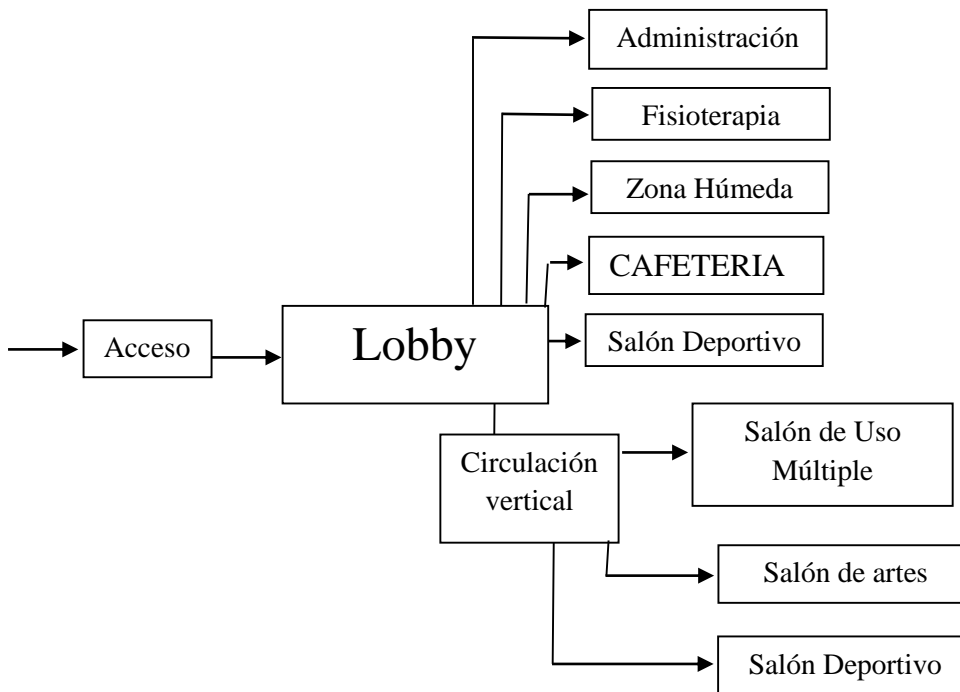 Administración
Fisioterapia
Zona Húmeda
CAFETERIA
Acceso
Lobby
Salón Deportivo
Circulación
vertical
Salón de Uso
Múltiple
Salón de artes
Salón Deportivo